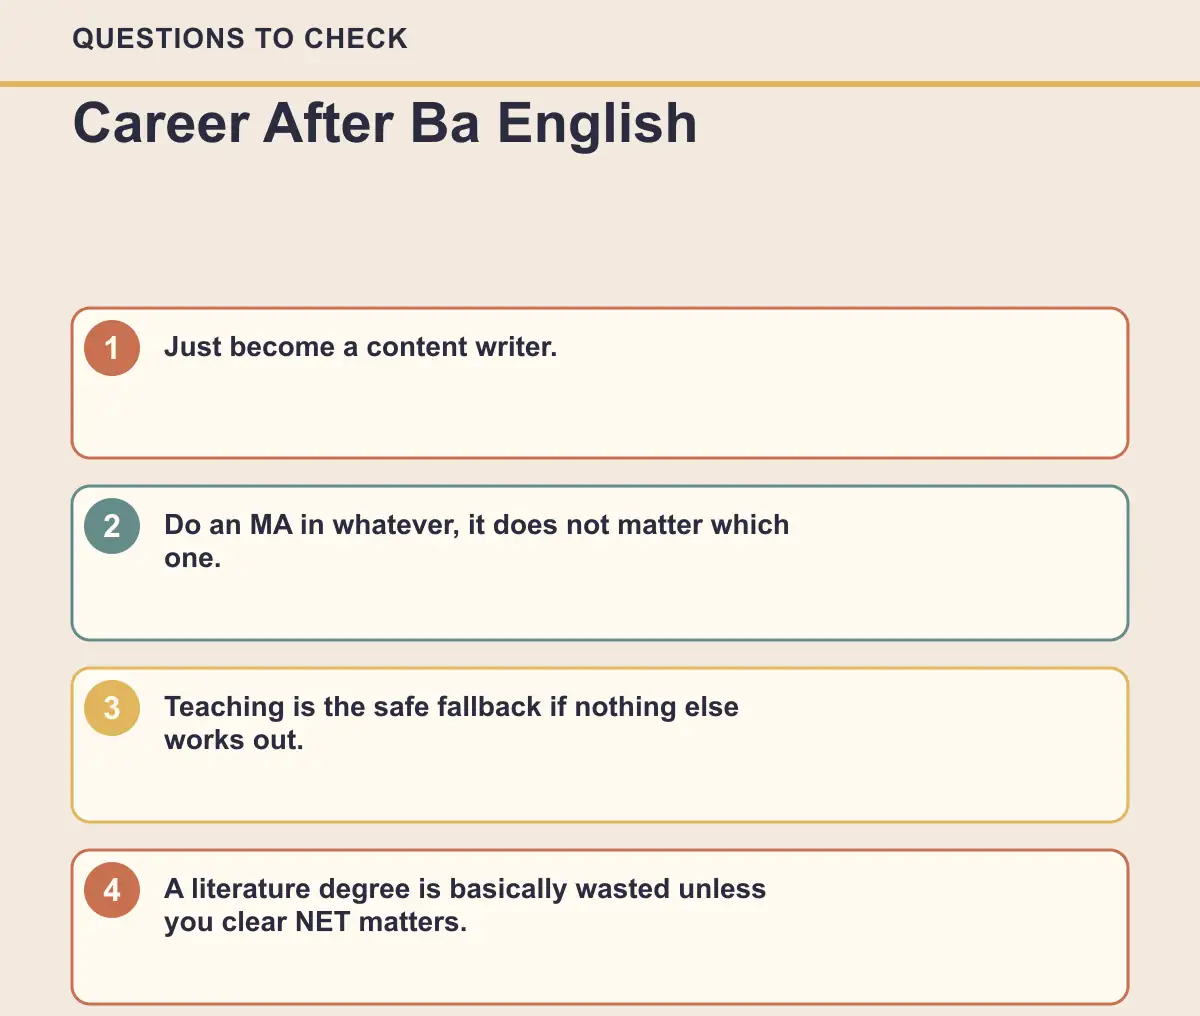 QUESTIONS TO CHECK
Career After Ba English
1
Just become a content writer.
2
Do an MA in whatever, it does not matter which
one.
3
Teaching is the safe fallback if nothing else
works out.
4
A literature degree is basically wasted unless
you clear NET matters.